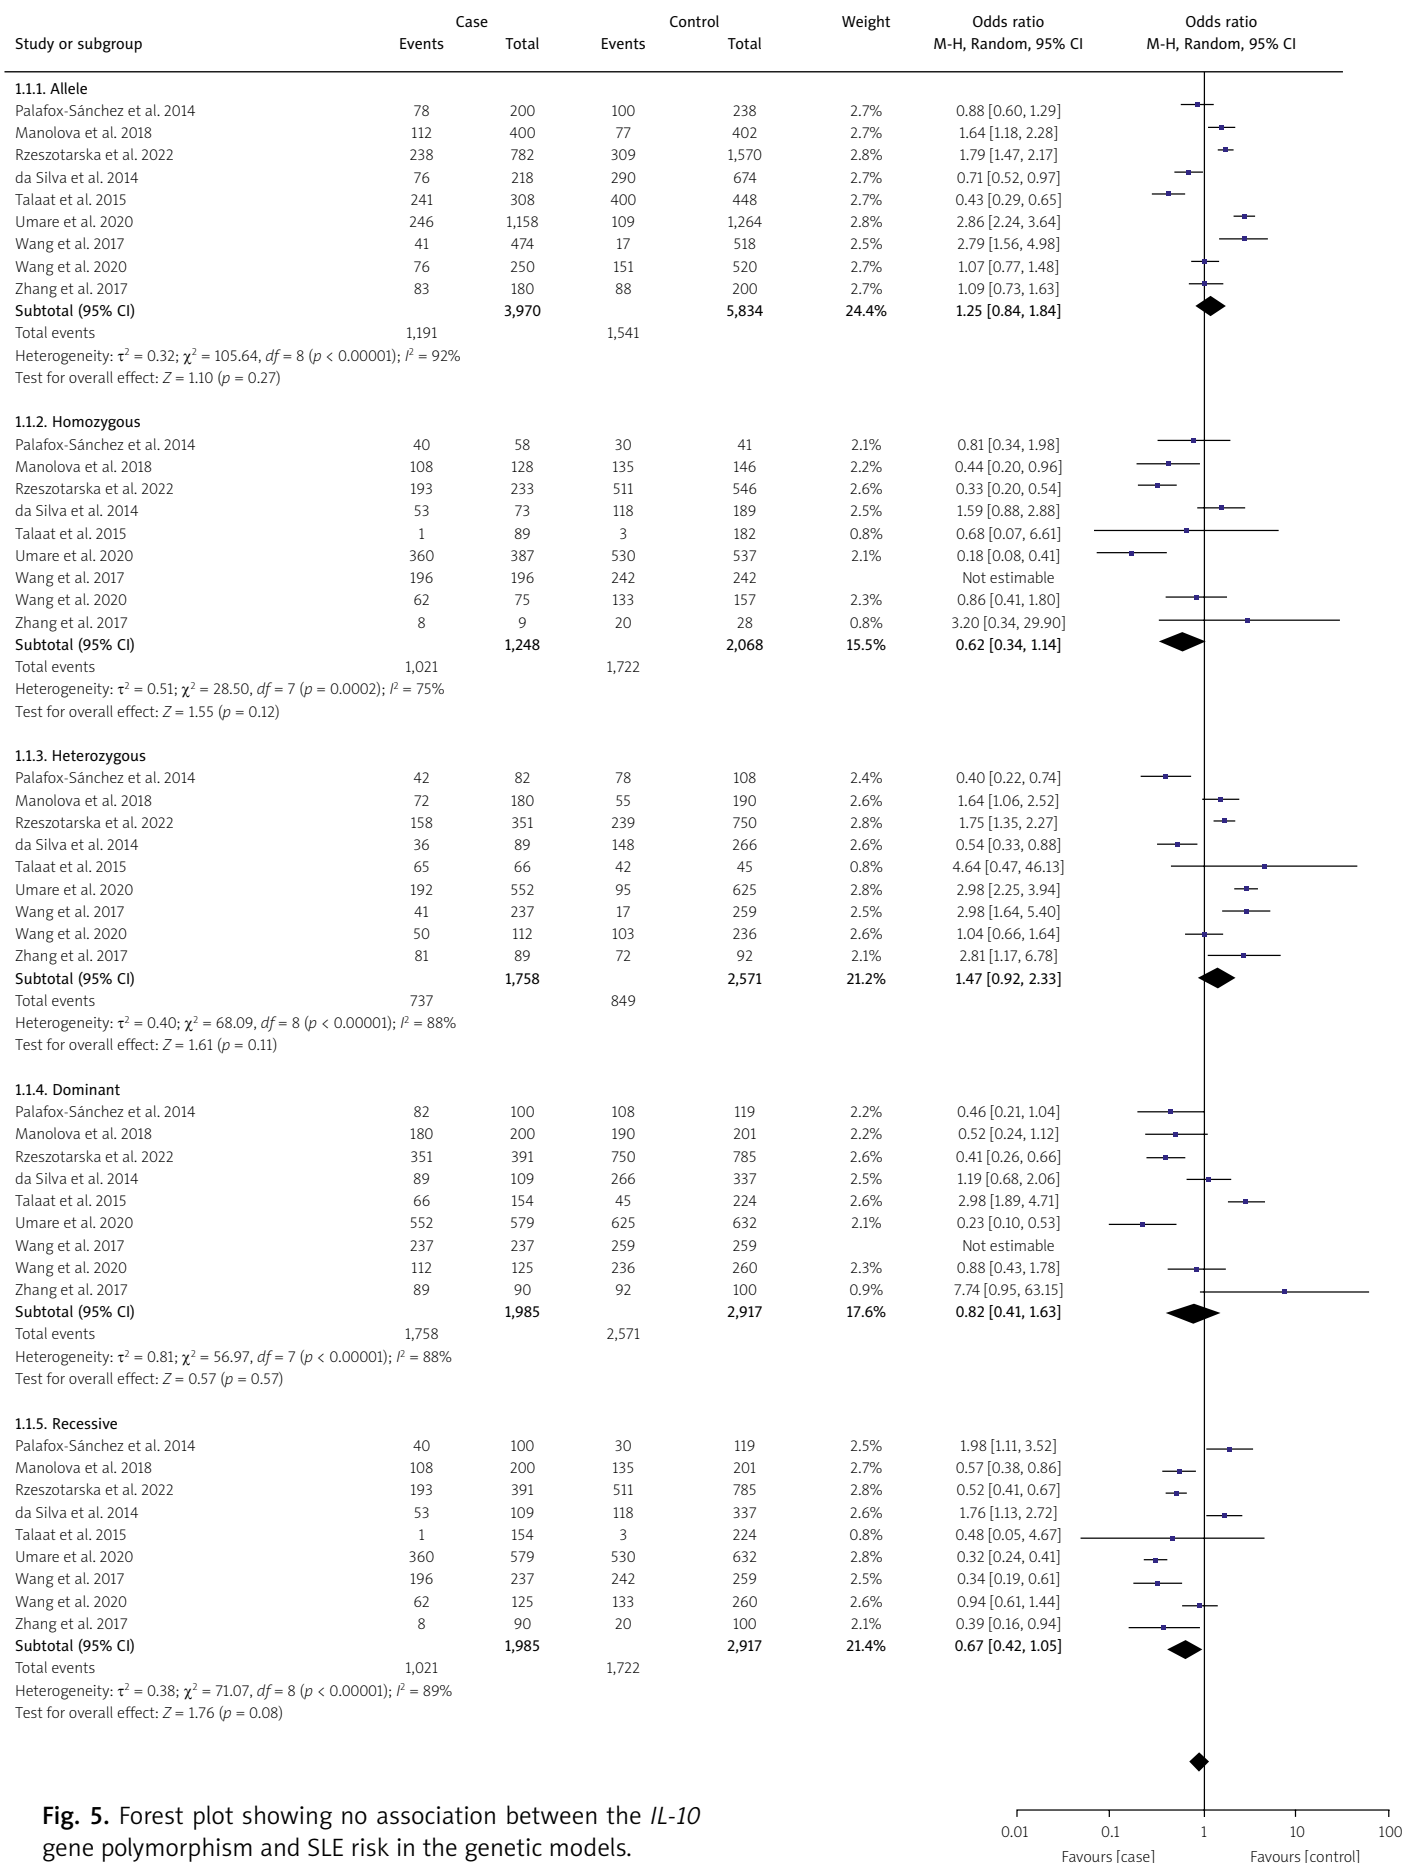 Case Control Weight Odds ratio Odds ratio
Study or subgroup Events Total Events Total M-H, Random, 95% CI M-H, Random, 95% CI
1.1.1. Allele
Palafox-Sánchez et al. 2014 78 200 100 238 2.7% 0.88 [0.60, 1.29]
Manolova et al. 2018 112 400 77 402 2.7% 1.64 [1.18, 2.28]
Rzeszotarska et al. 2022 238 782 309 1,570 2.8% 1.79 [1.47, 2.17]
da Silva et al. 2014 76 218 290 674 2.7% 0.71 [0.52, 0.97]
Talaat et al. 2015 241 308 400 448 2.7% 0.43 [0.29, 0.65]
Umare et al. 2020 246 1,158 109 1,264 2.8% 2.86 [2.24, 3.64]
Wang et al. 2017 41 474 17 518 2.5% 2.79 [1.56, 4.98]
Wang et al. 2020 76 250 151 520 2.7% 1.07 [0.77, 1.48]
Zhang et al. 2017 83 180 88 200 2.7% 1.09 [0.73, 1.63]
Subtotal (95% CI) 3,970 5,834 24.4% 1.25 [0.84, 1.84]
Total events 1,191 1,541
Heterogeneity: τ² = 0.32; χ² = 105.64, df = 8 (p < 0.00001); I² = 92%
Test for overall effect: Z = 1.10 (p = 0.27)
1.1.2. Homozygous
Palafox-Sánchez et al. 2014 40 58 30 41 2.1% 0.81 [0.34, 1.98]
Manolova et al. 2018 108 128 135 146 2.2% 0.44 [0.20, 0.96]
Rzeszotarska et al. 2022 193 233 511 546 2.6% 0.33 [0.20, 0.54]
da Silva et al. 2014 53 73 118 189 2.5% 1.59 [0.88, 2.88]
Talaat et al. 2015 1 89 3 182 0.8% 0.68 [0.07, 6.61]
Umare et al. 2020 360 387 530 537 2.1% 0.18 [0.08, 0.41]
Wang et al. 2017 196 196 242 242 Not estimable
Wang et al. 2020 62 75 133 157 2.3% 0.86 [0.41, 1.80]
Zhang et al. 2017 8 9 20 28 0.8% 3.20 [0.34, 29.90]
Subtotal (95% CI) 1,248 2,068 15.5% 0.62 [0.34, 1.14]
Total events 1,021 1,722
Heterogeneity: τ² = 0.51; χ² = 28.50, df = 7 (p = 0.0002); I² = 75%
Test for overall effect: Z = 1.55 (p = 0.12)
1.1.3. Heterozygous
Palafox-Sánchez et al. 2014 42 82 78 108 2.4% 0.40 [0.22, 0.74]
Manolova et al. 2018 72 180 55 190 2.6% 1.64 [1.06, 2.52]
Rzeszotarska et al. 2022 158 351 239 750 2.8% 1.75 [1.35, 2.27]
da Silva et al. 2014 36 89 148 266 2.6% 0.54 [0.33, 0.88]
Talaat et al. 2015 65 66 42 45 0.8% 4.64 [0.47, 46.13]
Umare et al. 2020 192 552 95 625 2.8% 2.98 [2.25, 3.94]
Wang et al. 2017 41 237 17 259 2.5% 2.98 [1.64, 5.40]
Wang et al. 2020 50 112 103 236 2.6% 1.04 [0.66, 1.64]
Zhang et al. 2017 81 89 72 92 2.1% 2.81 [1.17, 6.78]
Subtotal (95% CI) 1,758 2,571 21.2% 1.47 [0.92, 2.33]
Total events 737 849
Heterogeneity: τ² = 0.40; χ² = 68.09, df = 8 (p < 0.00001); I² = 88%
Test for overall effect: Z = 1.61 (p = 0.11)
1.1.4. Dominant
Palafox-Sánchez et al. 2014 82 100 108 119 2.2% 0.46 [0.21, 1.04]
Manolova et al. 2018 180 200 190 201 2.2% 0.52 [0.24, 1.12]
Rzeszotarska et al. 2022 351 391 750 785 2.6% 0.41 [0.26, 0.66]
da Silva et al. 2014 89 109 266 337 2.5% 1.19 [0.68, 2.06]
Talaat et al. 2015 66 154 45 224 2.6% 2.98 [1.89, 4.71]
Umare et al. 2020 552 579 625 632 2.1% 0.23 [0.10, 0.53]
Wang et al. 2017 237 237 259 259 Not estimable
Wang et al. 2020 112 125 236 260 2.3% 0.88 [0.43, 1.78]
Zhang et al. 2017 89 90 92 100 0.9% 7.74 [0.95, 63.15]
Subtotal (95% CI) 1,985 2,917 17.6% 0.82 [0.41, 1.63]
Total events 1,758 2,571
Heterogeneity: τ² = 0.81; χ² = 56.97, df = 7 (p < 0.00001); I² = 88%
Test for overall effect: Z = 0.57 (p = 0.57)
1.1.5. Recessive
Palafox-Sánchez et al. 2014 40 100 30 119 2.5% 1.98 [1.11, 3.52]
Manolova et al. 2018 108 200 135 201 2.7% 0.57 [0.38, 0.86]
Rzeszotarska et al. 2022 193 391 511 785 2.8% 0.52 [0.41, 0.67]
da Silva et al. 2014 53 109 118 337 2.6% 1.76 [1.13, 2.72]
Talaat et al. 2015 1 154 3 224 0.8% 0.48 [0.05, 4.67]
Umare et al. 2020 360 579 530 632 2.8% 0.32 [0.24, 0.41]
Wang et al. 2017 196 237 242 259 2.5% 0.34 [0.19, 0.61]
Wang et al. 2020 62 125 133 260 2.6% 0.94 [0.61, 1.44]
Zhang et al. 2017 8 90 20 100 2.1% 0.39 [0.16, 0.94]
Subtotal (95% CI) 1,985 2,917 21.4% 0.67 [0.42, 1.05]
Total events 1,021 1,722
Heterogeneity: τ² = 0.38; χ² = 71.07, df = 8 (p < 0.00001); I² = 89%
Test for overall effect: Z = 1.76 (p = 0.08)
Fig. 5. Forest plot showing no association between the IL-10
gene polymorphism and SLE risk in the genetic models.
0.01 0.1 1 10 100
Favours [case] Favours [control]